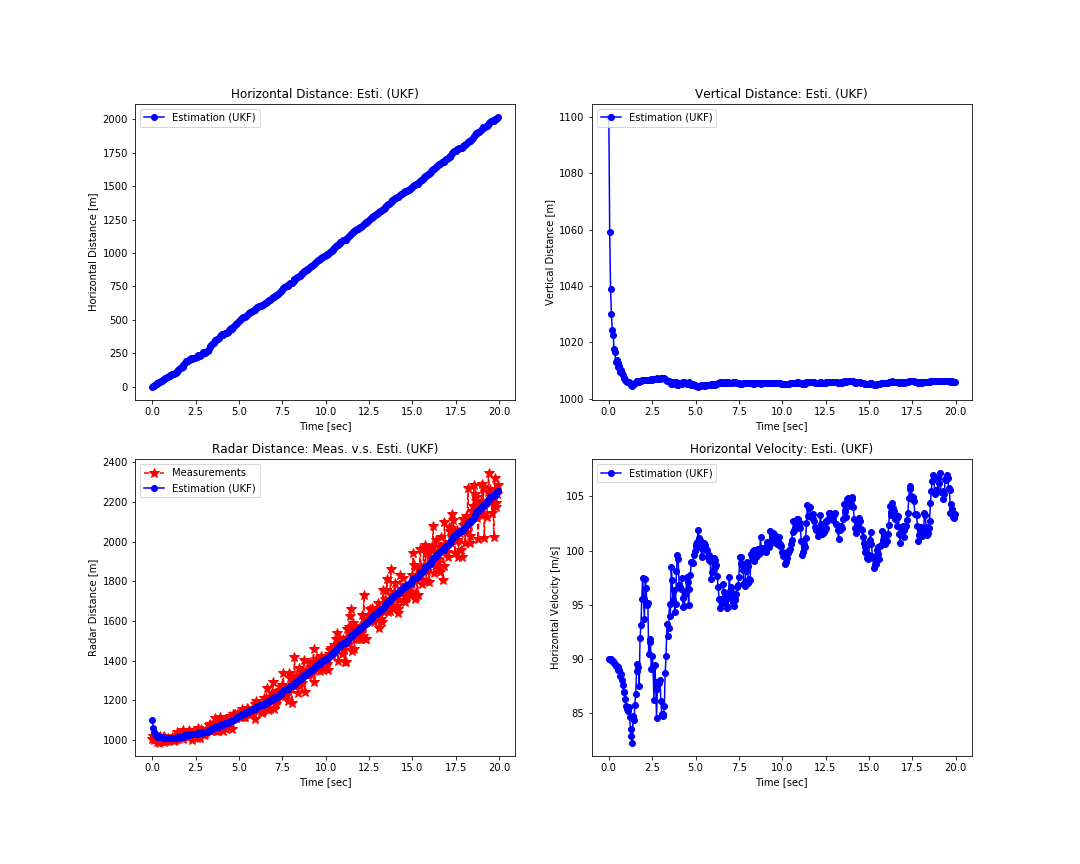 Horizontal Distance: Esti. (UKF)
Estimation (UKF)
Horizontal Distance [m]
2000
1750
1500
1250
1000
750
500
250
0
0.0 2.5 5.0 7.5 10.0 12.5 15.0 17.5 20.0
Time [sec]
Vertical Distance: Esti. (UKF)
Estimation (UKF)
Vertical Distance [m]
1100
1080
1060
1040
1020
1000
0.0 2.5 5.0 7.5 10.0 12.5 15.0 17.5 20.0
Time [sec]
Radar Distance: Meas. v.s. Esti. (UKF)
Measurements
Estimation (UKF)
Radar Distance [m]
2400
2200
2000
1800
1600
1400
1200
1000
0.0 2.5 5.0 7.5 10.0 12.5 15.0 17.5 20.0
Time [sec]
Horizontal Velocity: Esti. (UKF)
Estimation (UKF)
Horizontal Velocity [m/s]
105
100
95
90
85
0.0 2.5 5.0 7.5 10.0 12.5 15.0 17.5 20.0
Time [sec]